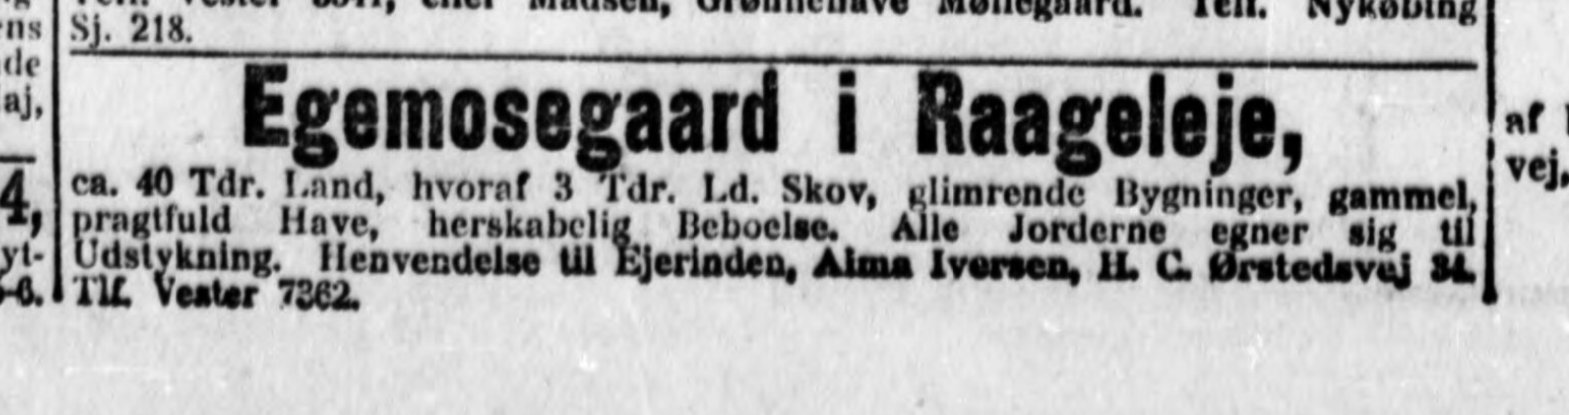 Vester 8611, eller Madsen, Grønnehave Møllegaard. Telf. Nykøbing
ens
Sj. 218.
de
aj,
Egemosegaard i Raageleje,
af
vej,
4,
ca. 40 Tdr. Land, hvoraf 3 Tdr. Ld. Skov, glimrende Bygninger, gammel,
pragtfuld Have, herskabelig Beboelse. Alle Jorderne egner sig til
yt-
Udstykning. Henvendelse til Ejerinden, Alma Iversen, H. C. Ørstedsvej 34.
-6.
Tlf. Vester 7362.